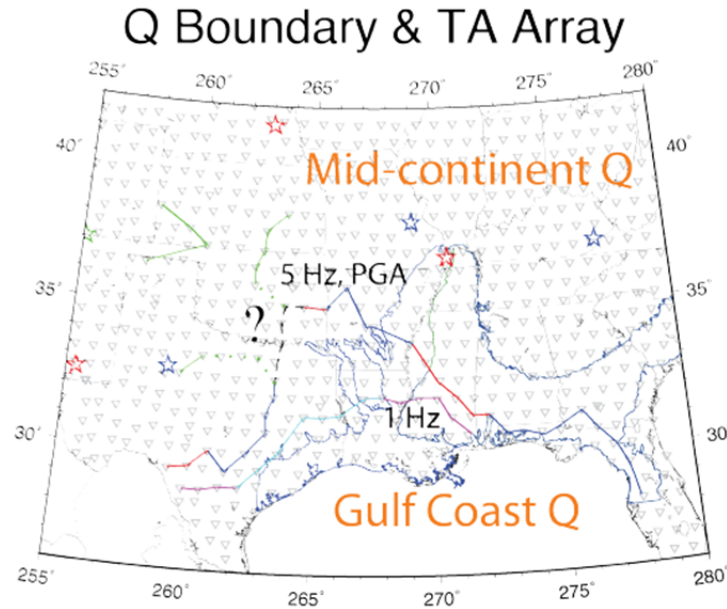 Q Boundary & TA Array
255° 260° 265° 270° 275° 280°
40° 40°
Mid-continent Q
5 Hz, PGA
35° 35°
?
1 Hz
30° 30°
Gulf Coast Q
255° 260° 265° 270° 275° 280°